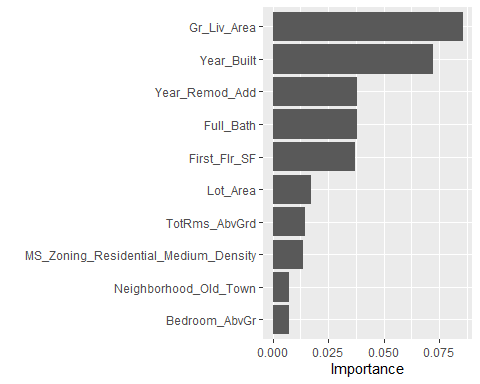 Gr_Liv_Area
Year_Built
Year_Remod_Add
Full_Bath
First_Flr_SF
Lot_Area
TotRms_AbvGrd
MS_Zoning_Residential_Medium_Density
Neighborhood_Old_Town
Bedroom_AbvGr
0.000 0.025 0.050 0.075
Importance